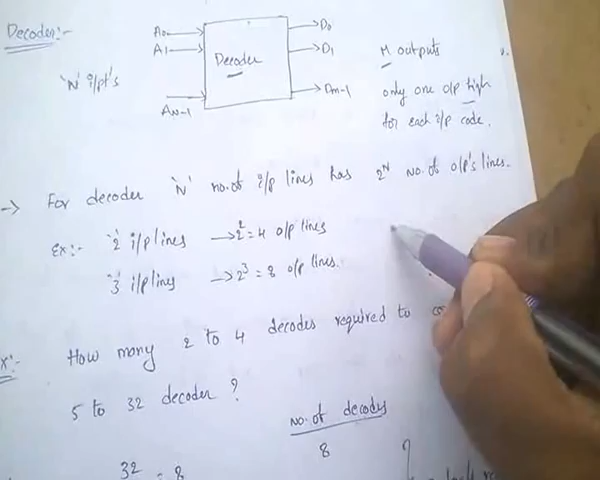 Decoder:-
A0
A1
AN-1
'N' i/pt's
Decoder
D0
D1
Dm-1
M outputs
only one o/p high
for each i/p code.
-> For decoder 'N' no.of i/p lines has 2^N no.of o/p's lines.
Ex:- '2' i/p lines -> 2^2 = 4 o/p lines
'3' i/p lines -> 2^3 = 8 o/p lines.
x:- How many 2 to 4 decodes required to
5 to 32 decoder ?
no. of decodes
8
32 = 8